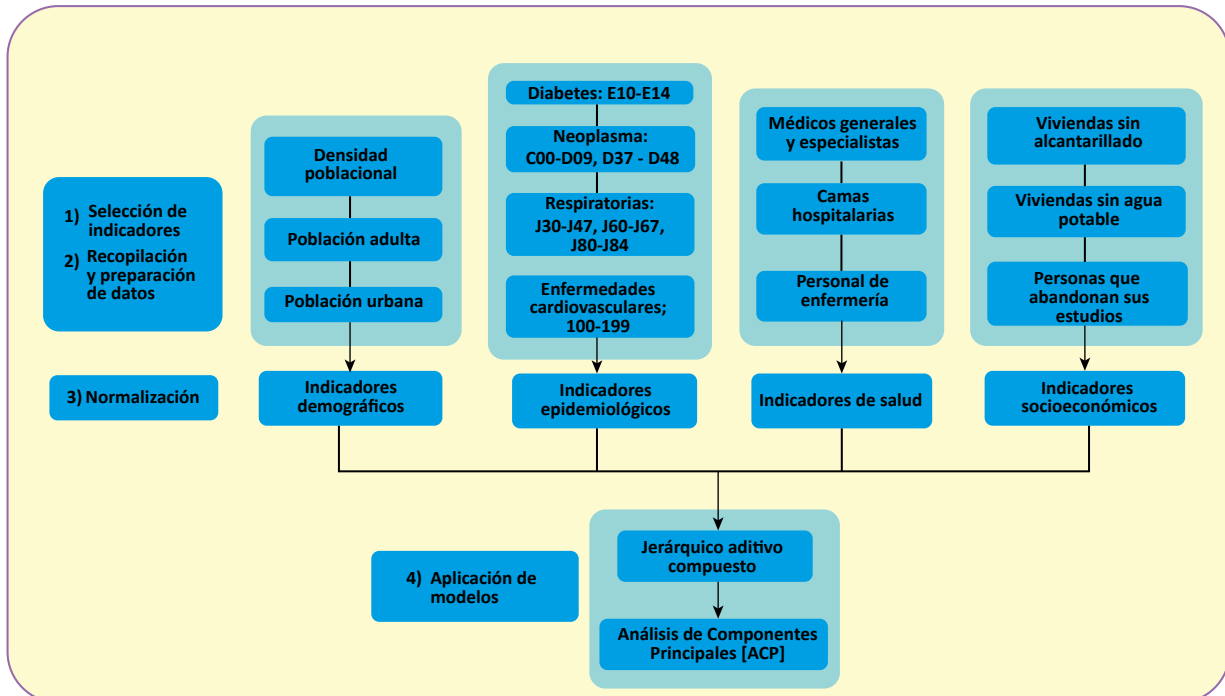 1) Selección de
indicadores
2) Recopilación
y preparación
de datos
Densidad
poblacional
Población adulta
Población urbana
Diabetes: E10-E14
Neoplasma:
C00-D09, D37 - D48
Respiratorias:
J30-J47, J60-J67,
J80-J84
Enfermedades
cardiovasculares;
100-199
Médicos generales
y especialistas
Camas
hospitalarias
Personal de
enfermería
Viviendas sin
alcantarillado
Viviendas sin agua
potable
Personas que
abandonan sus
estudios
3) Normalización
Indicadores
demográficos
Indicadores
epidemiológicos
Indicadores de salud
Indicadores
socioeconómicos
4) Aplicación de
modelos
Jerárquico aditivo
compuesto
Análisis de Componentes
Principales [ACP]